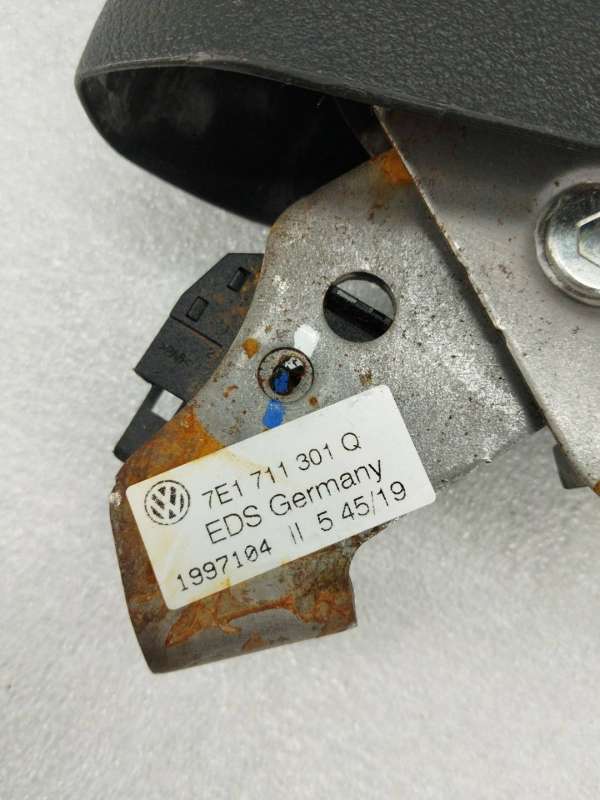 7E1 711 301 Q
EDS Germany
1997104 II 5 45/19